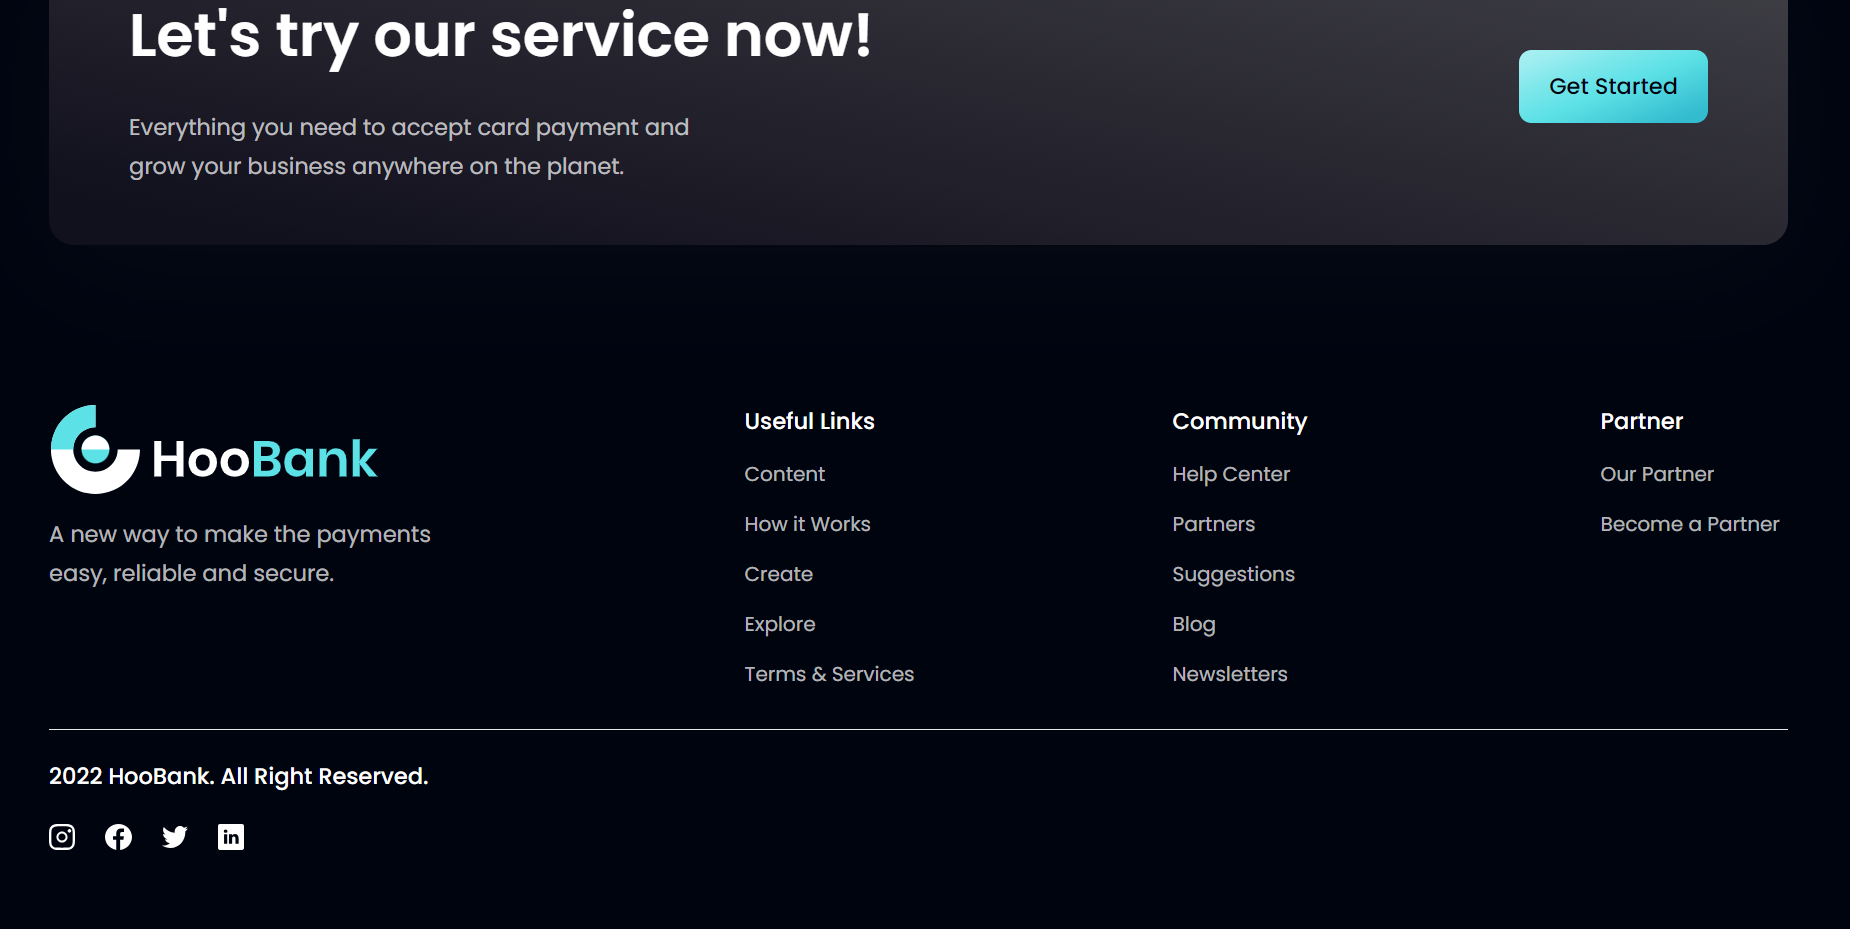 Let's try our service now!
Everything you need to accept card payment and
grow your business anywhere on the planet.
Get Started
HooBank
A new way to make the payments
easy, reliable and secure.
Useful Links
Content
How it Works
Create
Explore
Terms & Services
Community
Help Center
Partners
Suggestions
Blog
Newsletters
Partner
Our Partner
Become a Partner
2022 HooBank. All Right Reserved.
in